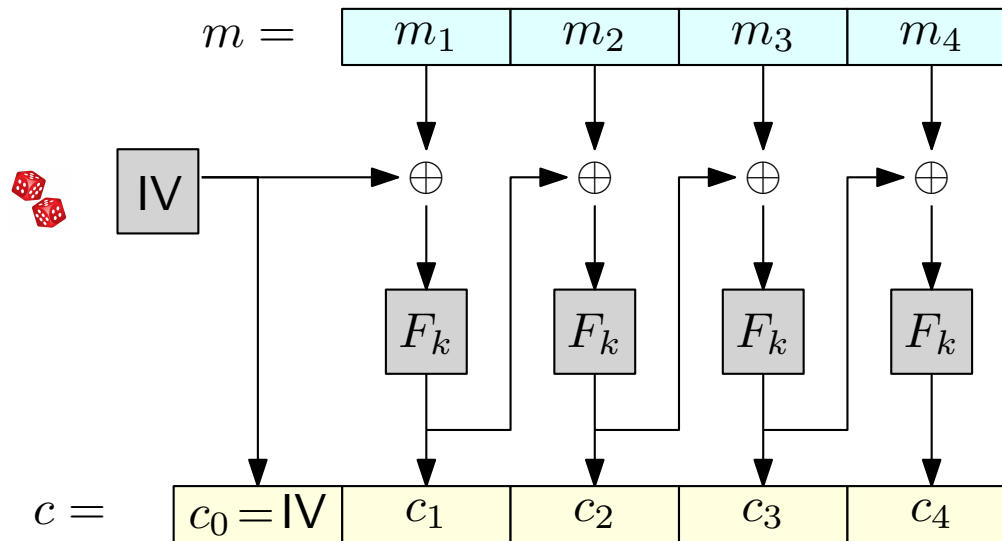 m = m₁ m₂ m₃ m₄
IV
Fₖ Fₖ Fₖ Fₖ
c = c₀ = IV c₁ c₂ c₃ c₄